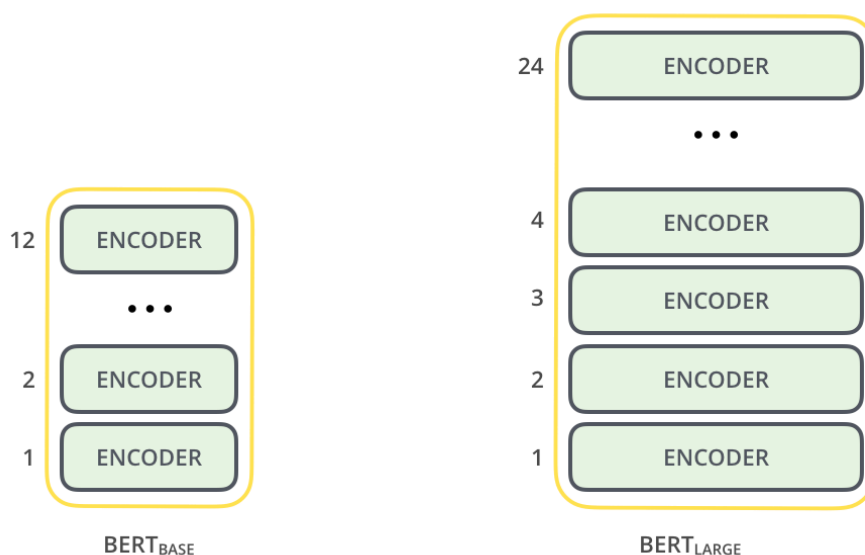 12 ENCODER
•••
2 ENCODER
1 ENCODER
BERTBASE
24 ENCODER
•••
4 ENCODER
3 ENCODER
2 ENCODER
1 ENCODER
BERTLARGE